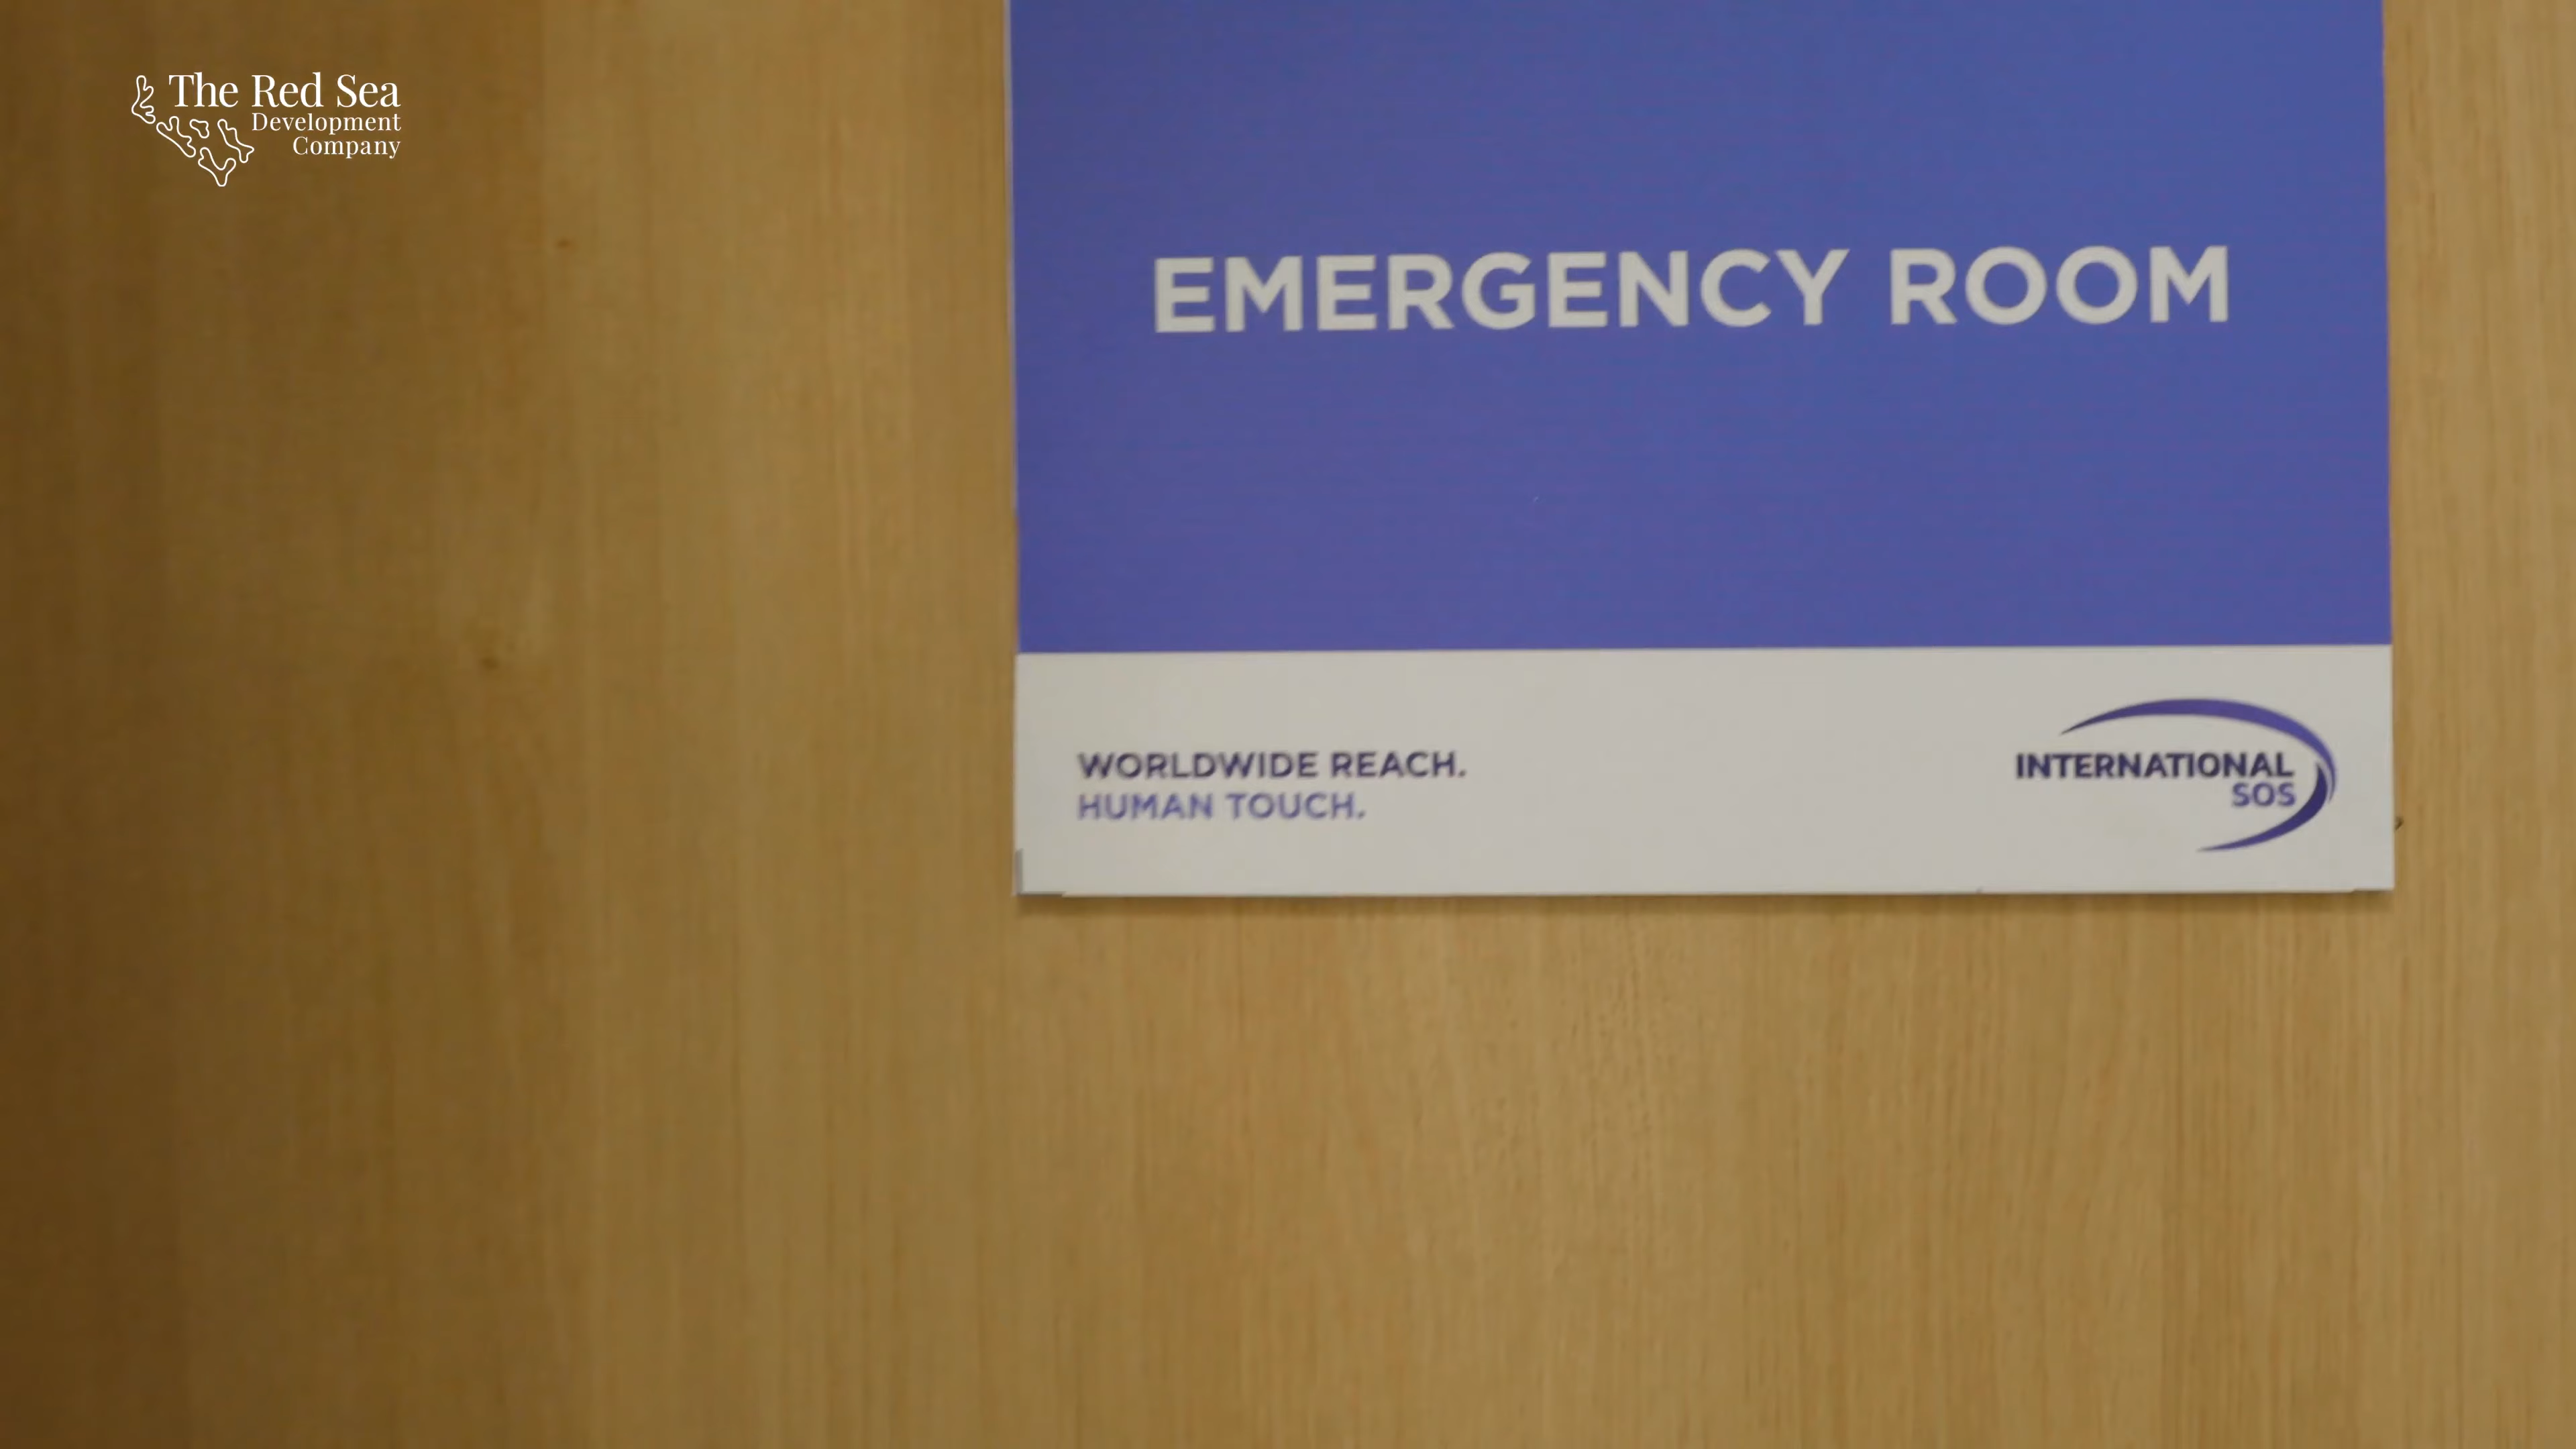 The Red Sea
Development
Company
EMERGENCY ROOM
WORLDWIDE REACH.
HUMAN TOUCH.
INTERNATIONAL
SOS